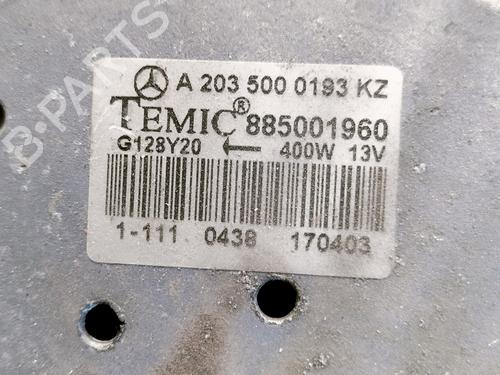 B-PARTS
A 203 500 0193 KZ
TEMIC® 885001960
G128Y20 ← 400W 13V
1-111 0438 170403